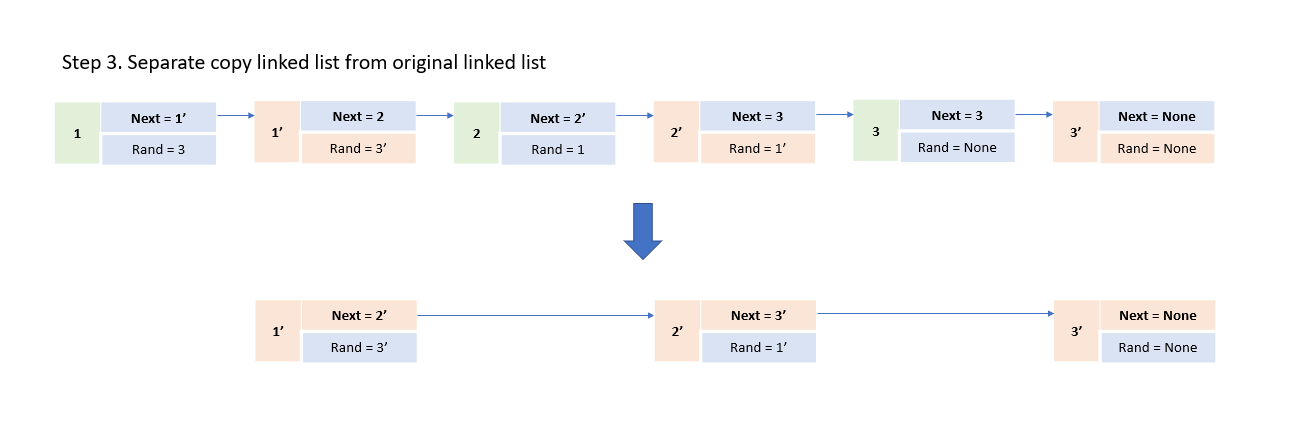 Step 3. Separate copy linked list from original linked list
1
Next = 1’
Rand = 3
1’
Next = 2
Rand = 3’
2
Next = 2’
Rand = 1
2’
Next = 3
Rand = 1’
3
Next = 3
Rand = None
3’
Next = None
Rand = None
1’
Next = 2’
Rand = 3’
2’
Next = 3’
Rand = 1’
3’
Next = None
Rand = None